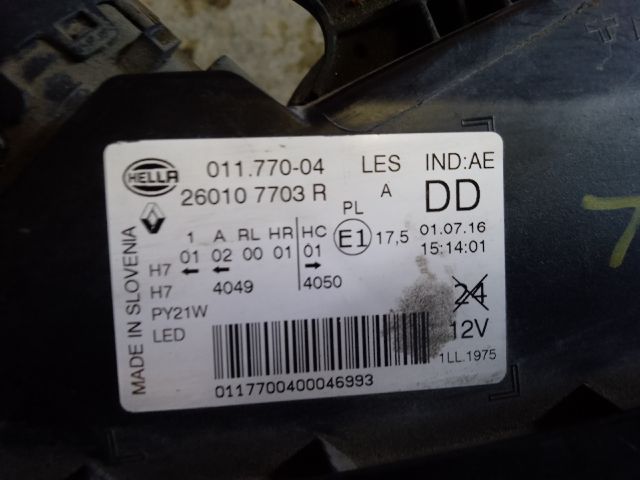 HELLA 011.770-04 LES IND:AE
26010 7703 R A DD
PL
1 A RL HR HC E1 17,5 01.07.16
01 02 00 01 01 15:14:01
H7 ← ← →
H7 4049 4050 24
PY21W
LED 12V
1LL.1975
0117700400046993
MADE IN SLOVENIA